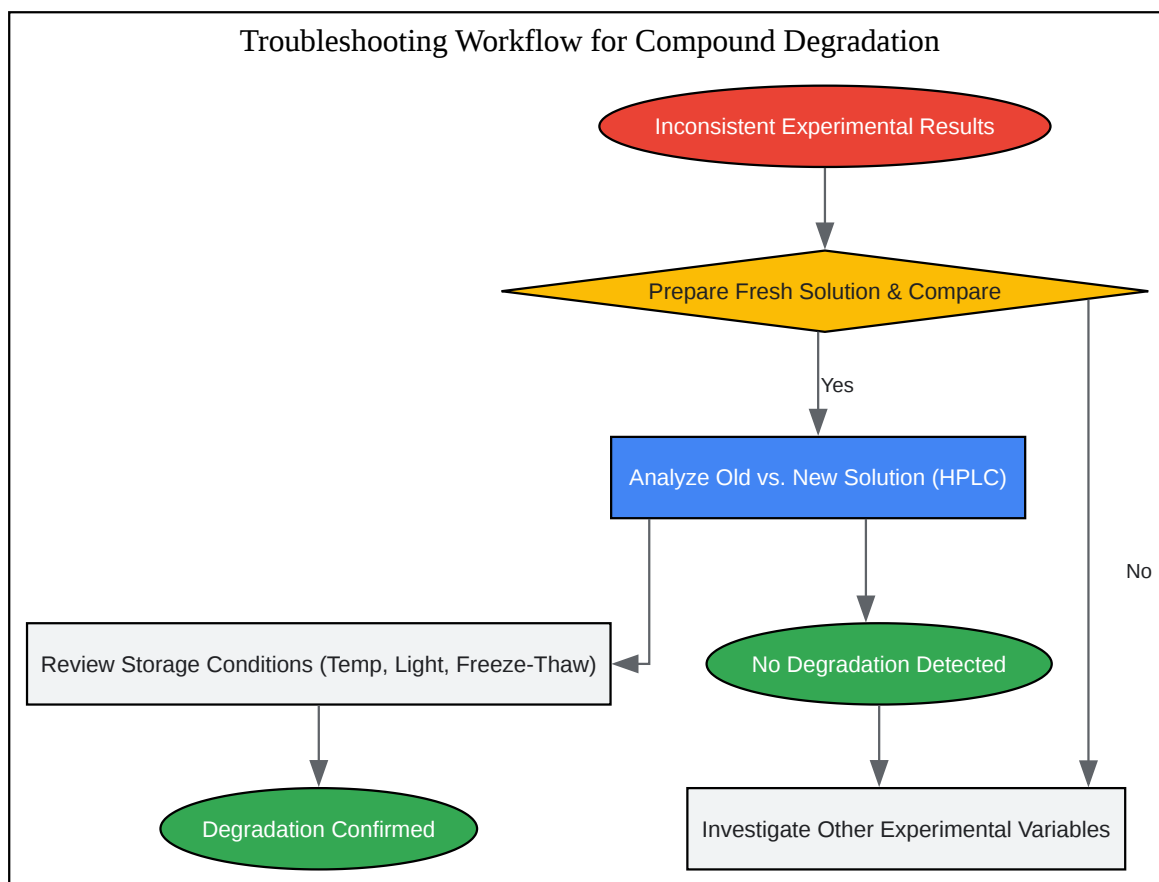 Troubleshooting Workflow for Compound Degradation
Inconsistent Experimental Results
Prepare Fresh Solution & Compare
Yes
Analyze Old vs. New Solution (HPLC)
No
Review Storage Conditions (Temp, Light, Freeze-Thaw)
No Degradation Detected
Degradation Confirmed
Investigate Other Experimental Variables